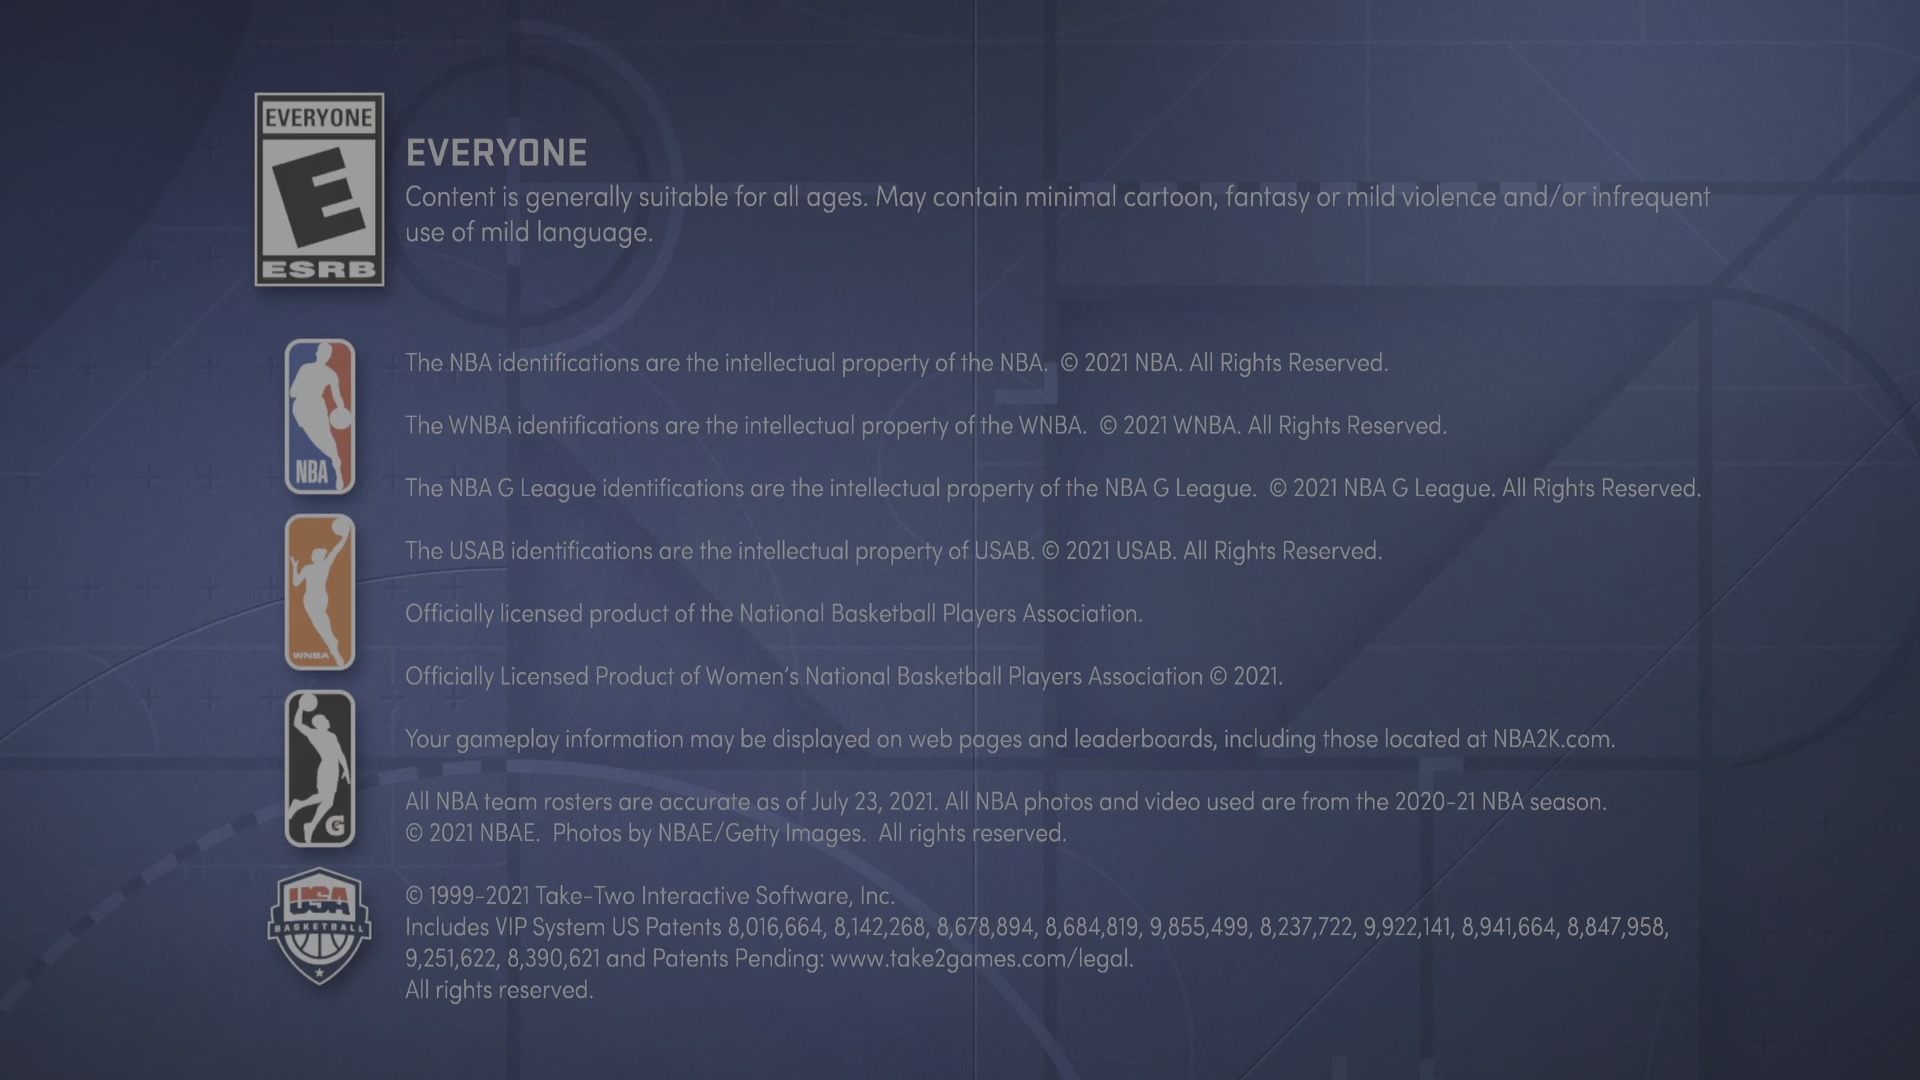 EVERYONE
E
ESRB
EVERYONE
Content is generally suitable for all ages. May contain minimal cartoon, fantasy or mild violence and/or infrequent
use of mild language.
NBA
The NBA identifications are the intellectual property of the NBA.  © 2021 NBA. All Rights Reserved.
The WNBA identifications are the intellectual property of the WNBA.  © 2021 WNBA. All Rights Reserved.
The NBA G League identifications are the intellectual property of the NBA G League.  © 2021 NBA G League. All Rights Reserved.
WNBA
The USAB identifications are the intellectual property of USAB. © 2021 USAB. All Rights Reserved.
Officially licensed product of the National Basketball Players Association.
Officially Licensed Product of Women’s National Basketball Players Association © 2021.
G
Your gameplay information may be displayed on web pages and leaderboards, including those located at NBA2K.com.
All NBA team rosters are accurate as of July 23, 2021. All NBA photos and video used are from the 2020-21 NBA season.
© 2021 NBAE.  Photos by NBAE/Getty Images.  All rights reserved.
USA
BASKETBALL
© 1999-2021 Take-Two Interactive Software, Inc.
Includes VIP System US Patents 8,016,664, 8,142,268, 8,678,894, 8,684,819, 9,855,499, 8,237,722, 9,922,141, 8,941,664, 8,847,958,
9,251,622, 8,390,621 and Patents Pending: www.take2games.com/legal.
All rights reserved.